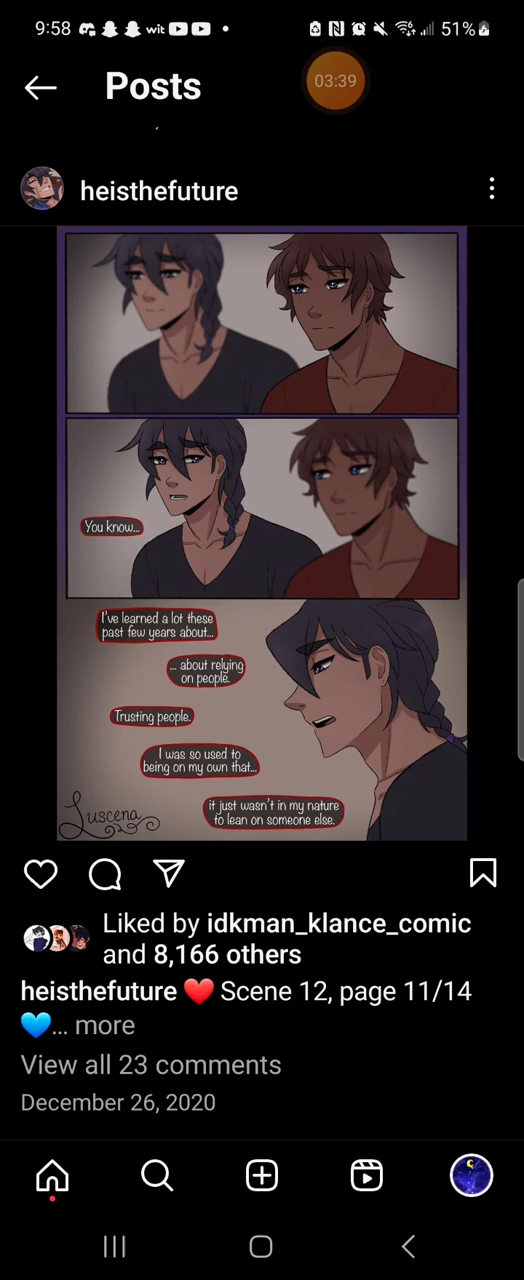 9:58
wit
51%
Posts
03:39
heisthefuture
You know...
I've learned a lot these
past few years about...
... about relying
on people.
Trusting people.
I was so used to
being on my own that...
it just wasn't in my nature
to lean on someone else.
Luscena
Liked by idkman_klance_comic
and 8,166 others
heisthefuture ❤️ Scene 12, page 11/14
💙... more
View all 23 comments
December 26, 2020